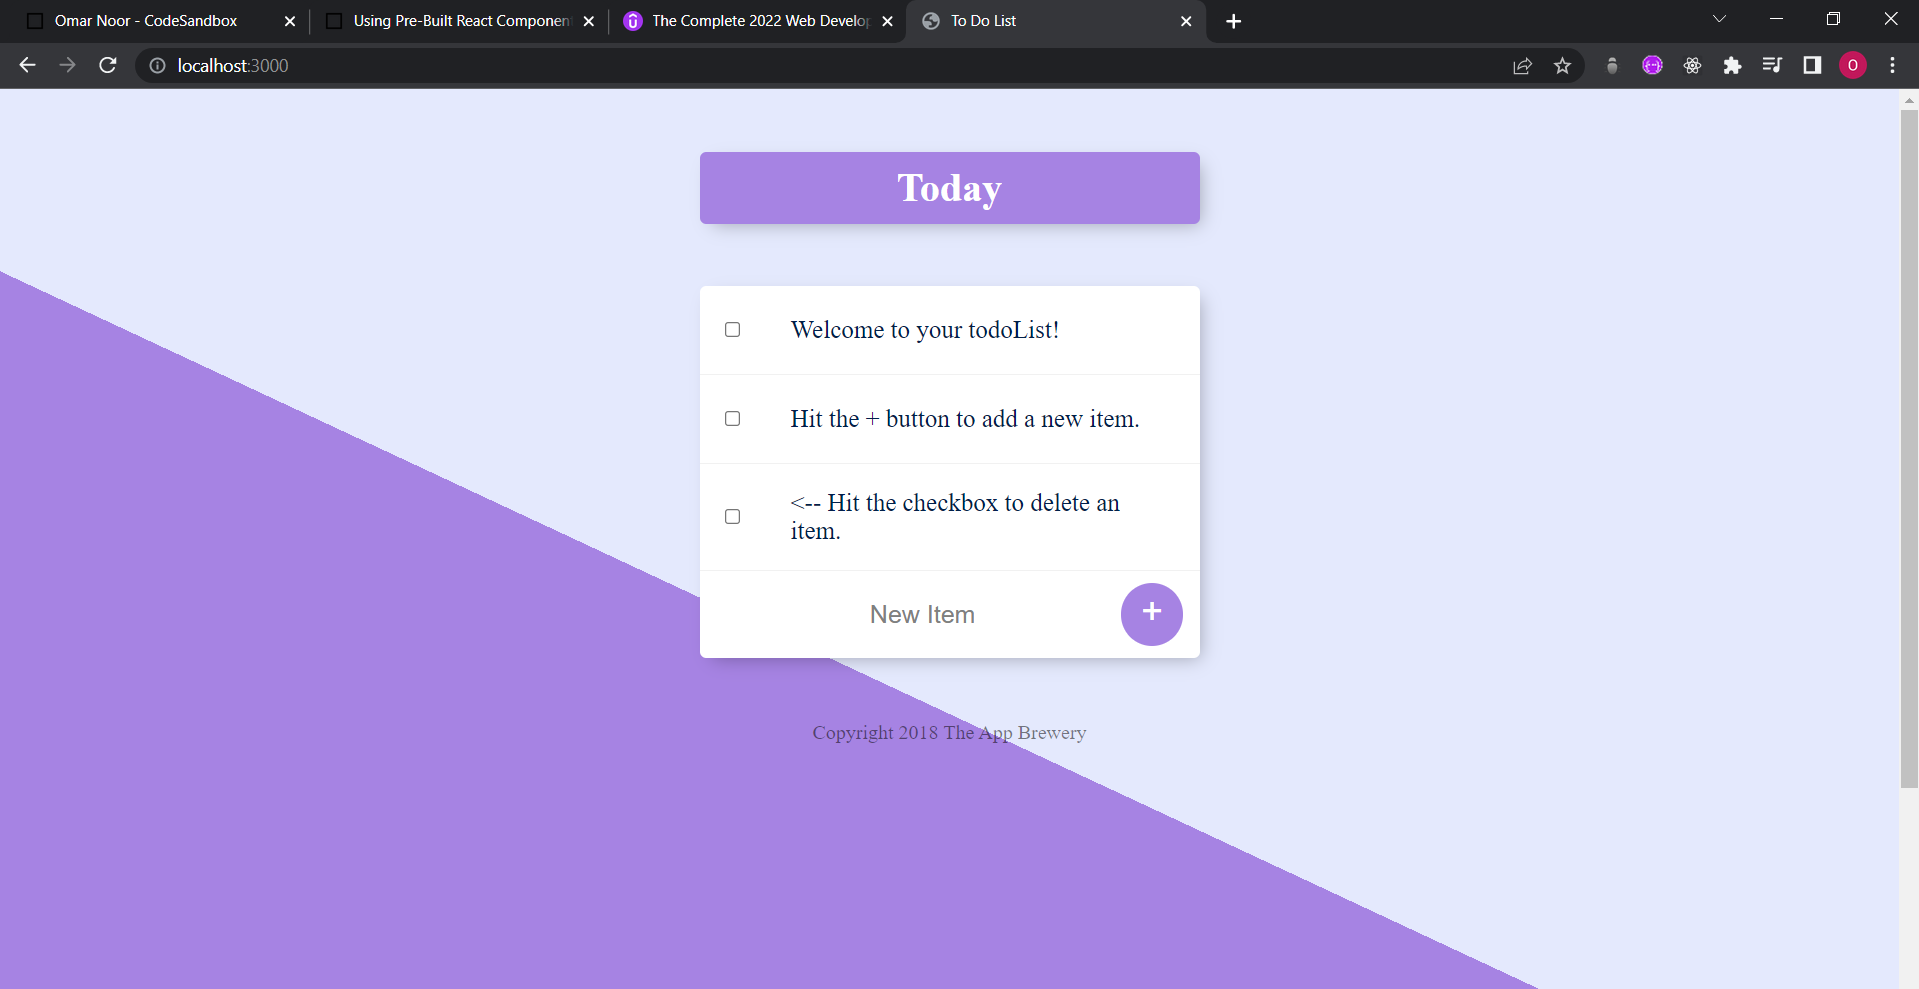 Omar Noor - CodeSandbox
Using Pre-Built React Componen
The Complete 2022 Web Develop
To Do List
localhost:3000
O
Today
Welcome to your todoList!
Hit the + button to add a new item.
<-- Hit the checkbox to delete an
item.
New Item
+
Copyright 2018 The App Brewery